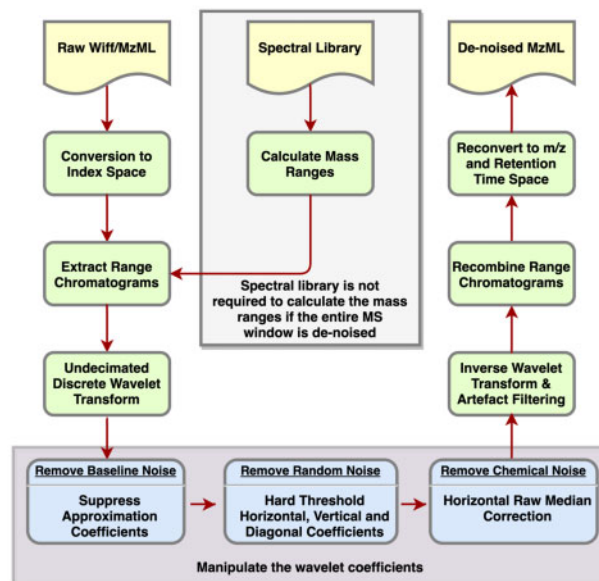 Raw Wiff/MzML
Spectral Library
De-noised MzML
Conversion to
Index Space
Calculate Mass
Ranges
Reconvert to m/z
and Retention
Time Space
Extract Range
Chromatograms
Spectral library is not
required to calculate the mass
ranges if the entire MS
window is de-noised
Recombine Range
Chromatograms
Undecimated
Discrete Wavelet
Transform
Inverse Wavelet
Transform &
Artefact Filtering
Remove Baseline Noise
Suppress
Approximation
Coefficients
Remove Random Noise
Hard Threshold
Horizontal, Vertical and
Diagonal Coefficients
Remove Chemical Noise
Horizontal Raw Median
Correction
Manipulate the wavelet coefficients